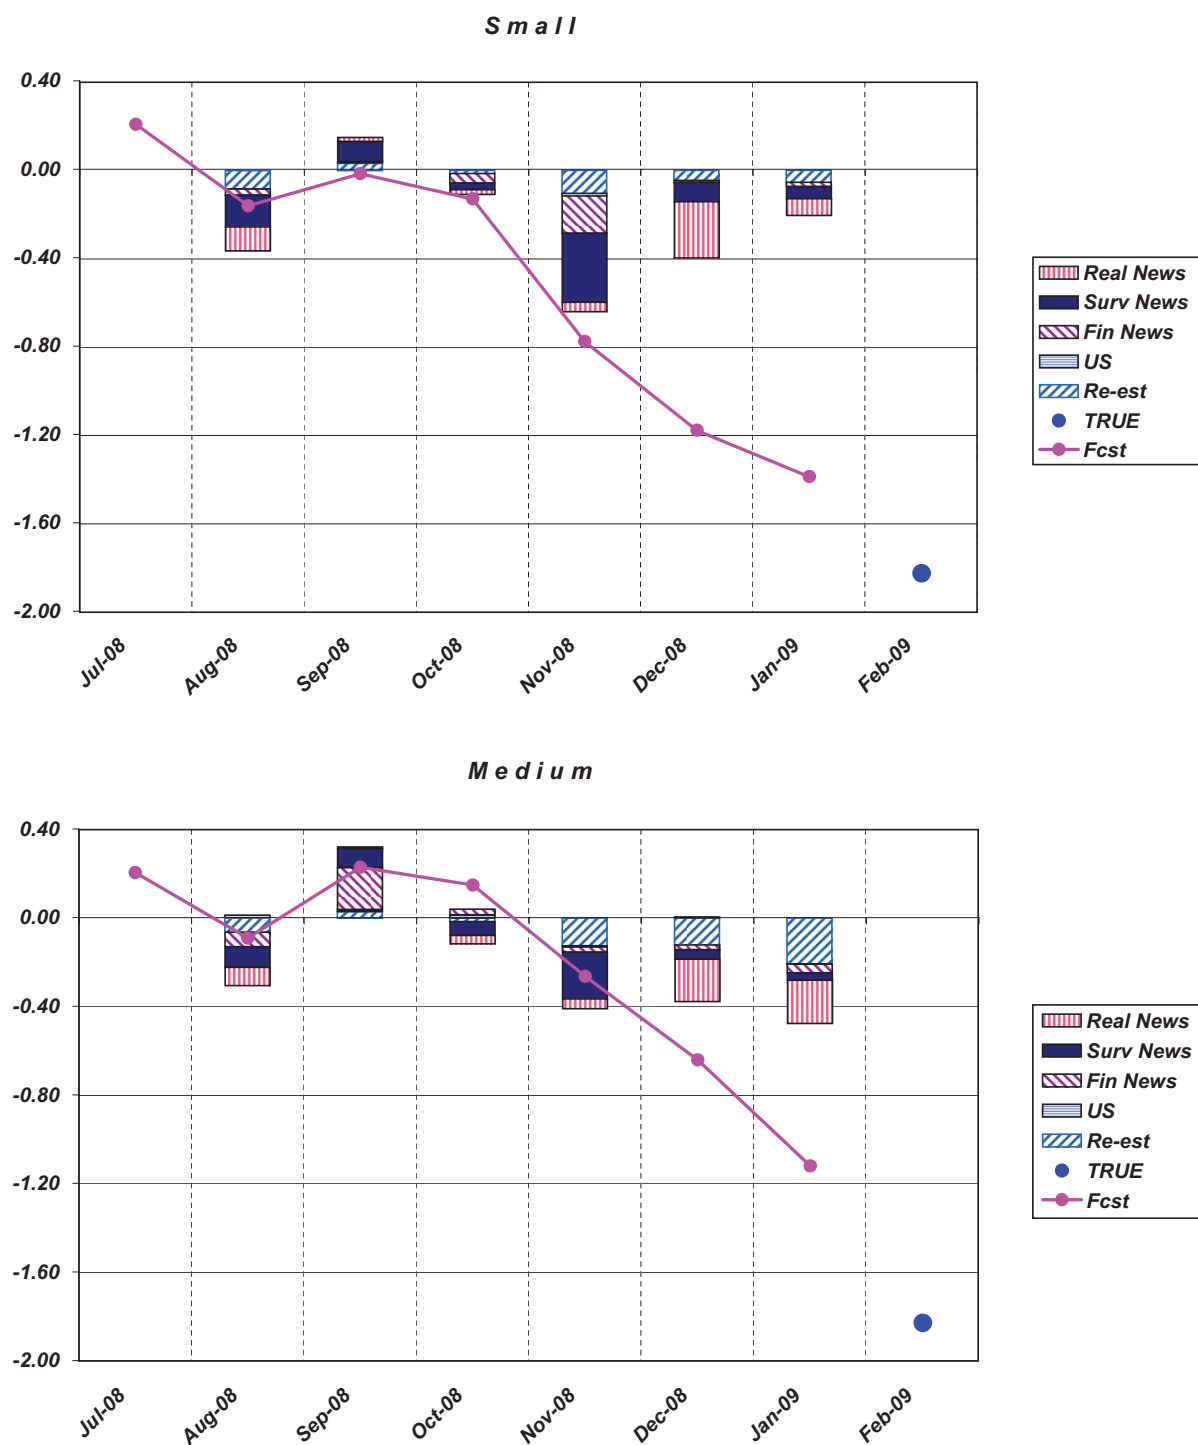 Small
0.40
0.00
-0.40
-0.80
-1.20
-1.60
-2.00
Jul-08
Aug-08
Sep-08
Oct-08
Nov-08
Dec-08
Jan-09
Feb-09
Real News
Surv News
Fin News
US
Re-est
TRUE
Fcst
Medium
0.40
0.00
-0.40
-0.80
-1.20
-1.60
-2.00
Jul-08
Aug-08
Sep-08
Oct-08
Nov-08
Dec-08
Jan-09
Feb-09
Real News
Surv News
Fin News
US
Re-est
TRUE
Fcst